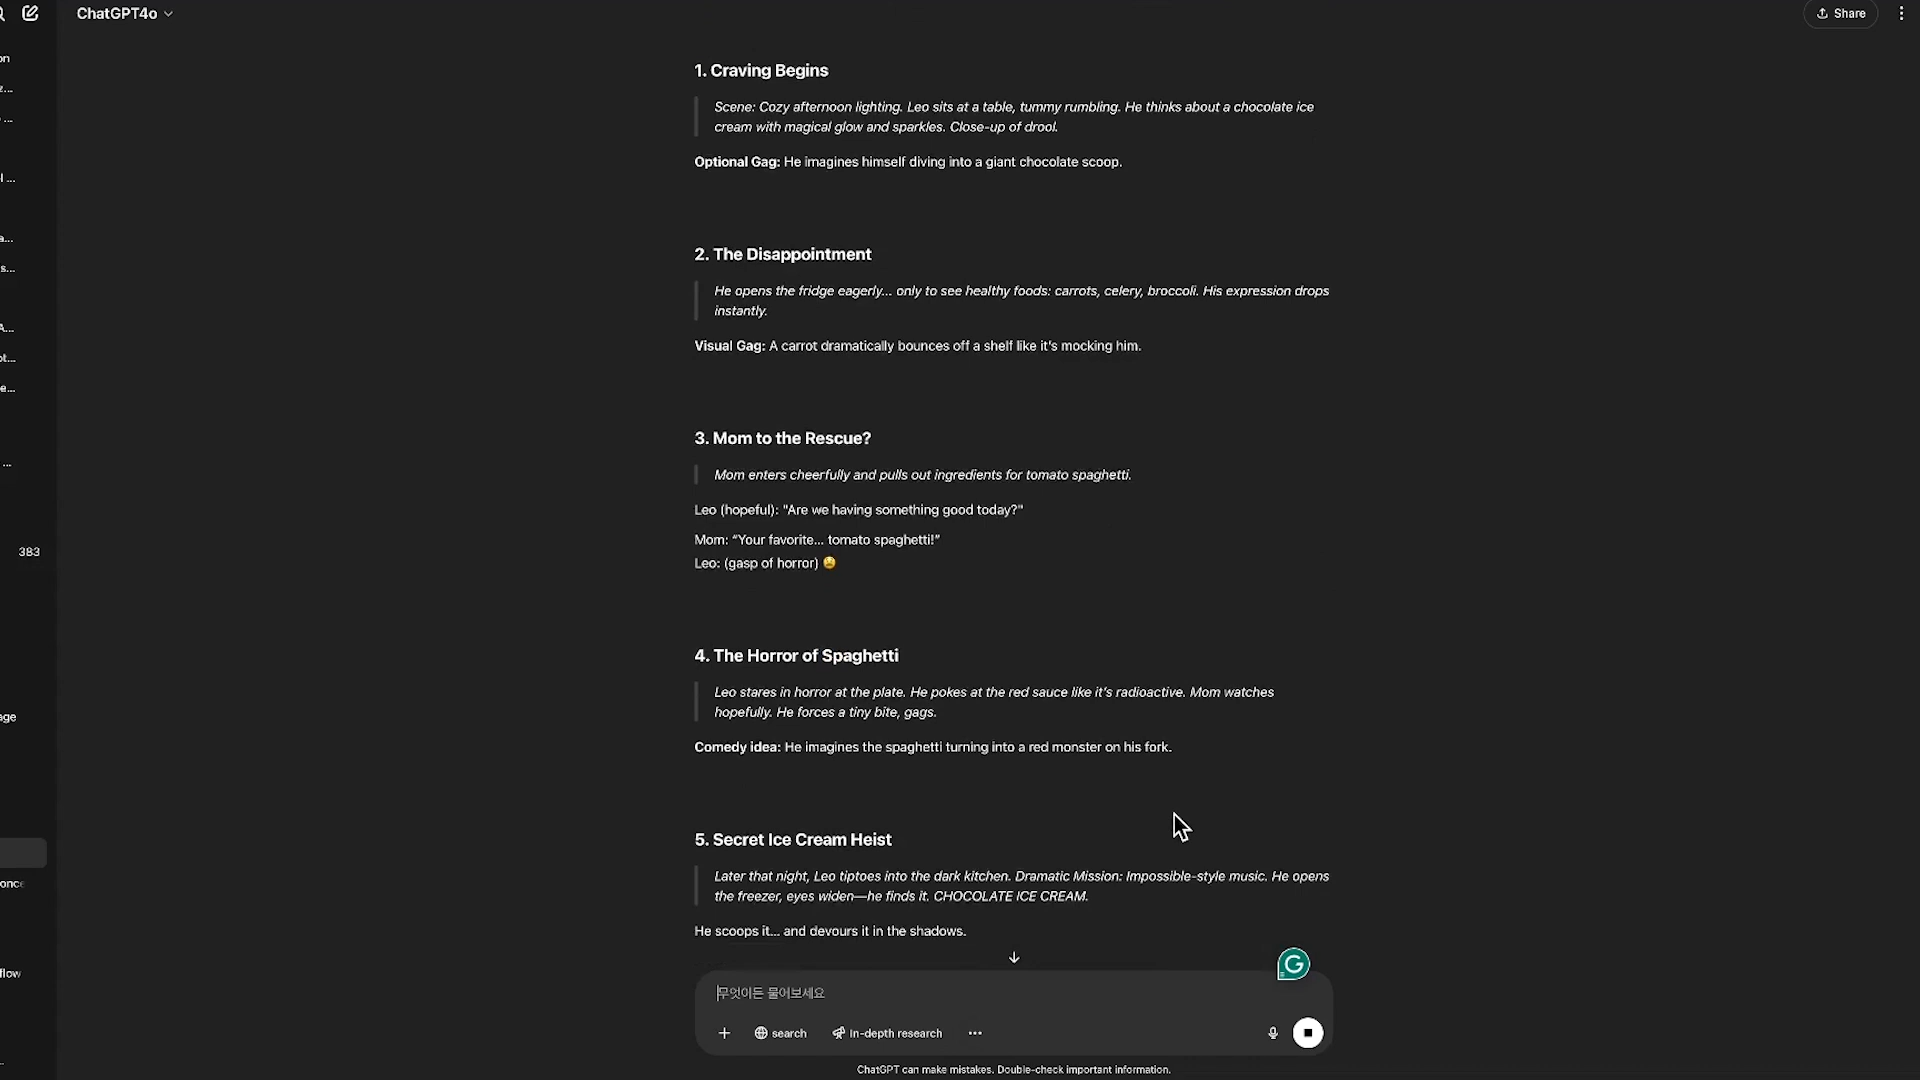 ChatGPT4o
Share
1. Craving Begins
Scene: Cozy afternoon lighting. Leo sits at a table, tummy rumbling. He thinks about a chocolate ice
cream with magical glow and sparkles. Close-up of drool.
Optional Gag: He imagines himself diving into a giant chocolate scoop.
2. The Disappointment
He opens the fridge eagerly... only to see healthy foods: carrots, celery, broccoli. His expression drops
instantly.
Visual Gag: A carrot dramatically bounces off a shelf like it's mocking him.
3. Mom to the Rescue?
Mom enters cheerfully and pulls out ingredients for tomato spaghetti.
Leo (hopeful): "Are we having something good today?"
Mom: “Your favorite... tomato spaghetti!”
Leo: (gasp of horror) 😫
383
4. The Horror of Spaghetti
Leo stares in horror at the plate. He pokes at the red sauce like it’s radioactive. Mom watches
hopefully. He forces a tiny bite, gags.
age
Comedy idea: He imagines the spaghetti turning into a red monster on his fork.
5. Secret Ice Cream Heist
Later that night, Leo tiptoes into the dark kitchen. Dramatic Mission: Impossible-style music. He opens
the freezer, eyes widen—he finds it. CHOCOLATE ICE CREAM.
He scoops it... and devours it in the shadows.
flow
무엇이든 물어보세요
search
in-depth research
ChatGPT can make mistakes. Double-check important information.